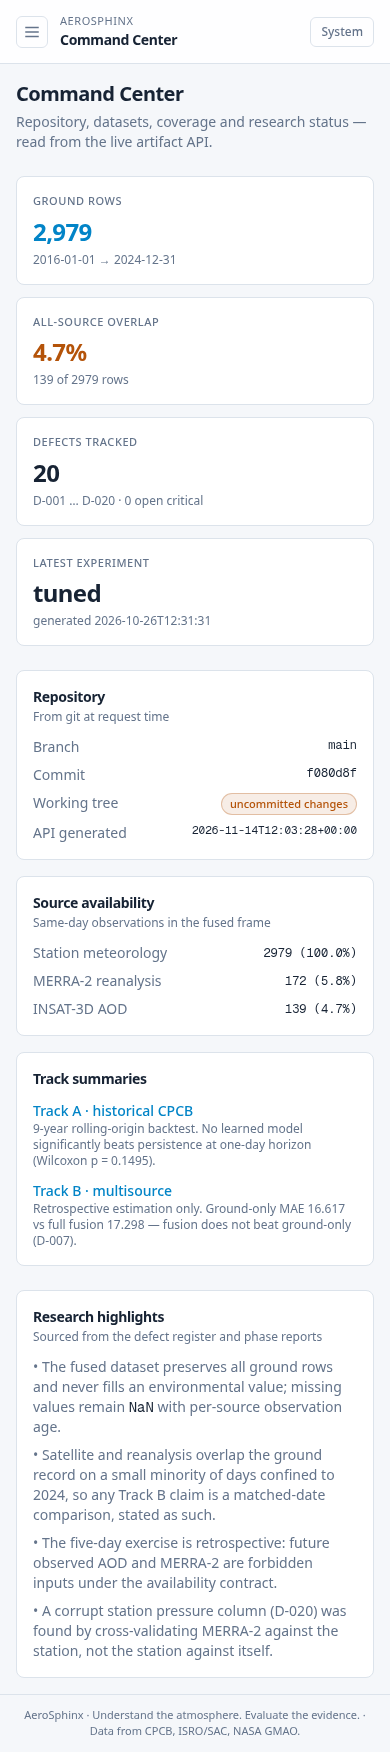 AEROSPHINX
Command Center
System
Command Center
Repository, datasets, coverage and research status —
read from the live artifact API.
GROUND ROWS
2,979
2016-01-01 → 2024-12-31
ALL-SOURCE OVERLAP
4.7%
139 of 2979 rows
DEFECTS TRACKED
20
D-001 … D-020 · 0 open critical
LATEST EXPERIMENT
tuned
generated 2026-10-26T12:31:31
Repository
From git at request time
Branch main
Commit f080d8f
Working tree uncommitted changes
API generated 2026-11-14T12:03:28+00:00
Source availability
Same-day observations in the fused frame
Station meteorology 2979 (100.0%)
MERRA-2 reanalysis 172 (5.8%)
INSAT-3D AOD 139 (4.7%)
Track summaries
Track A · historical CPCB
9-year rolling-origin backtest. No learned model
significantly beats persistence at one-day horizon
(Wilcoxon p = 0.1495).
Track B · multisource
Retrospective estimation only. Ground-only MAE 16.617
vs full fusion 17.298 — fusion does not beat ground-only
(D-007).
Research highlights
Sourced from the defect register and phase reports
• The fused dataset preserves all ground rows
and never fills an environmental value; missing
values remain NaN with per-source observation
age.
• Satellite and reanalysis overlap the ground
record on a small minority of days confined to
2024, so any Track B claim is a matched-date
comparison, stated as such.
• The five-day exercise is retrospective: future
observed AOD and MERRA-2 are forbidden
inputs under the availability contract.
• A corrupt station pressure column (D-020) was
found by cross-validating MERRA-2 against the
station, not the station against itself.
AeroSphinx · Understand the atmosphere. Evaluate the evidence. ·
Data from CPCB, ISRO/SAC, NASA GMAO.